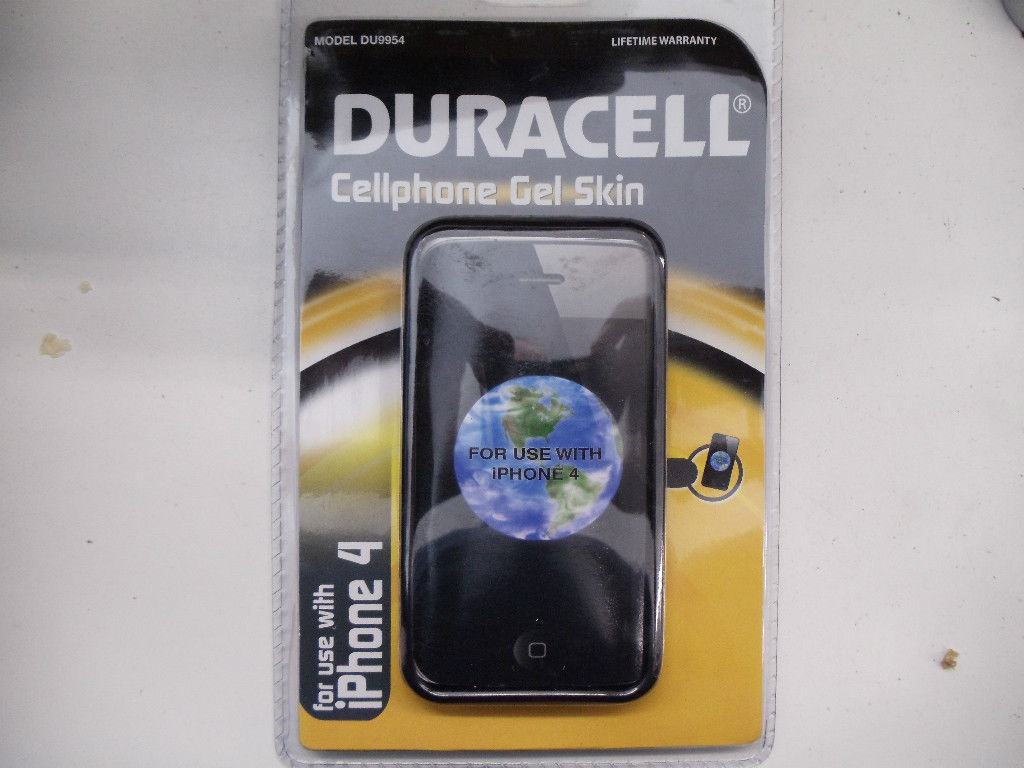 MODEL DU9954
LIFETIME WARRANTY
DURACELL®
Cellphone Gel Skin
FOR USE WITH
iPHONE 4
for use with
iPhone 4